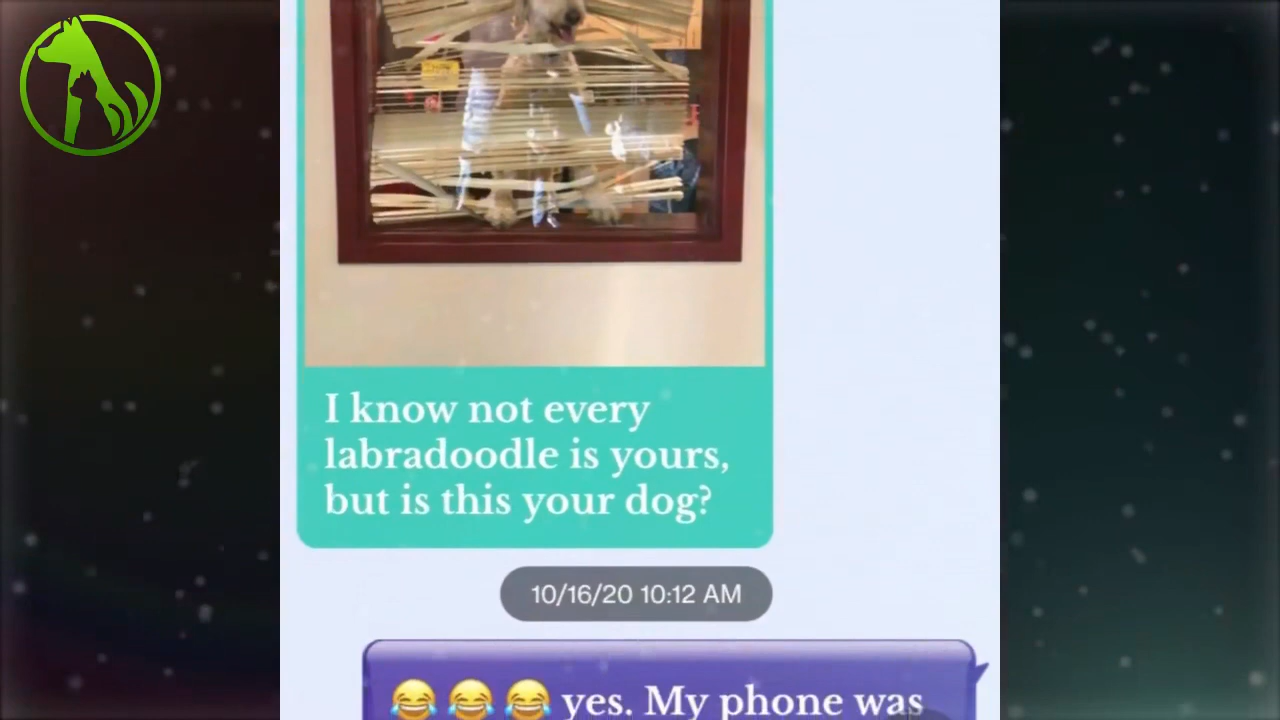 I know not every
labradoodle is yours,
but is this your dog?
10/16/20 10:12 AM
😂 😂 😂 yes. My phone was